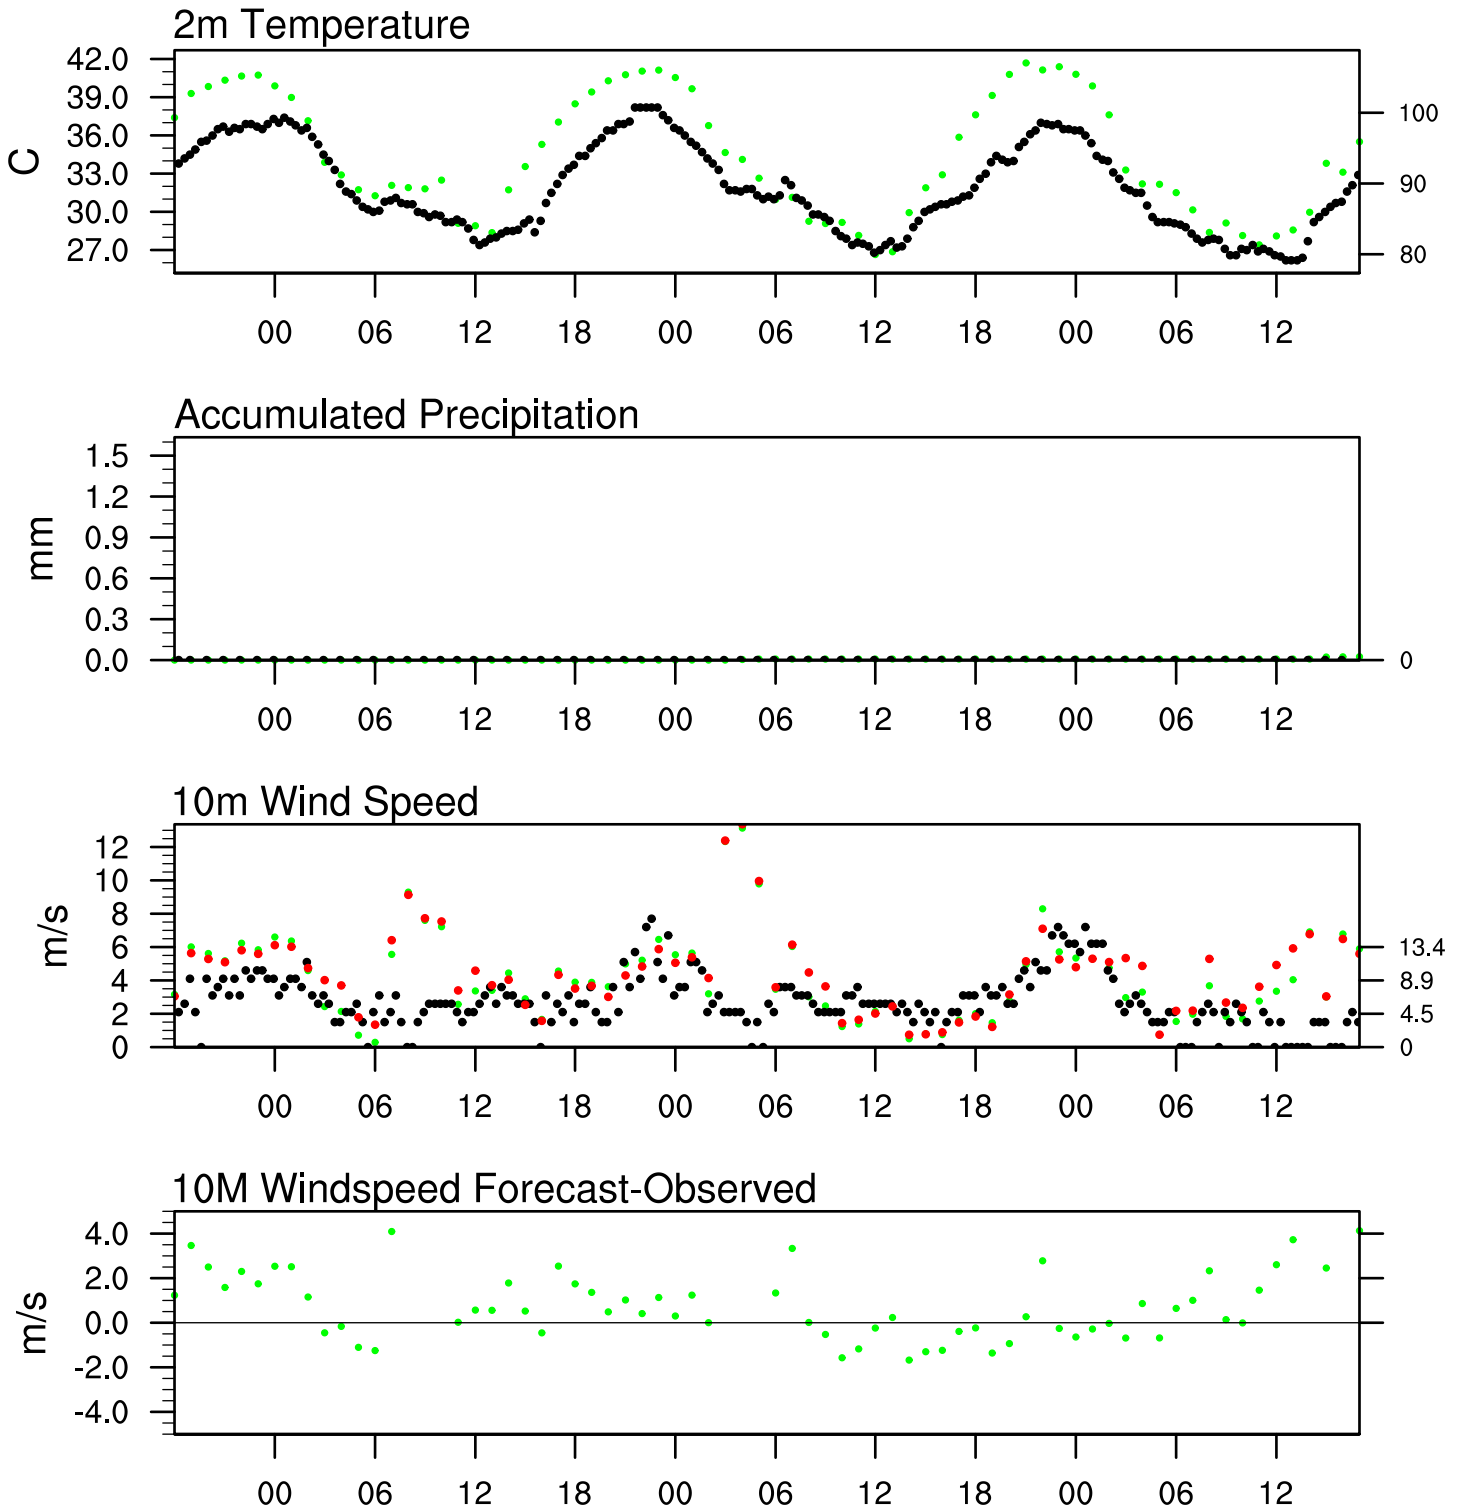 2m Temperature
42.0
39.0
36.0
33.0
30.0
27.0
C
100
90
80
00 06 12 18 00 06 12 18 00 06 12
Accumulated Precipitation
1.5
1.2
0.9
0.6
0.3
0.0
mm
0
00 06 12 18 00 06 12 18 00 06 12
10m Wind Speed
12
10
8
6
4
2
0
m/s
13.4
8.9
4.5
0
00 06 12 18 00 06 12 18 00 06 12
10M Windspeed Forecast-Observed
4.0
2.0
0.0
-2.0
-4.0
m/s
00 06 12 18 00 06 12 18 00 06 12